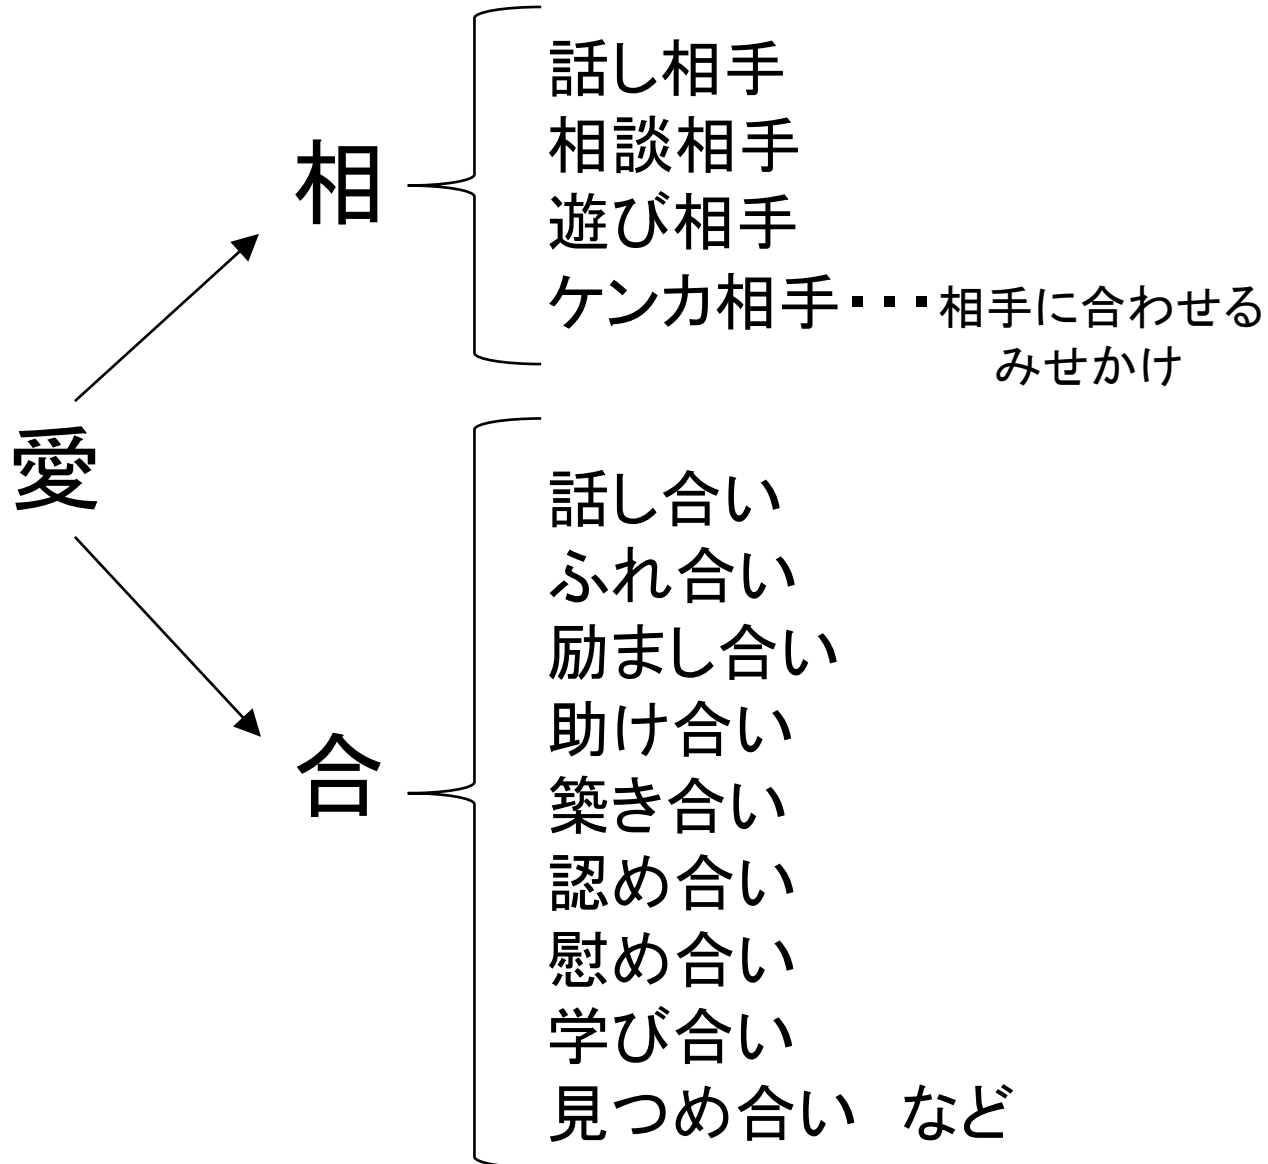 愛
相
話し相手
相談相手
遊び相手
ケンカ相手・・・相手に合わせる
みせかけ
合
話し合い
ふれ合い
励まし合い
助け合い
築き合い
認め合い
慰め合い
学び合い
見つめ合い　など